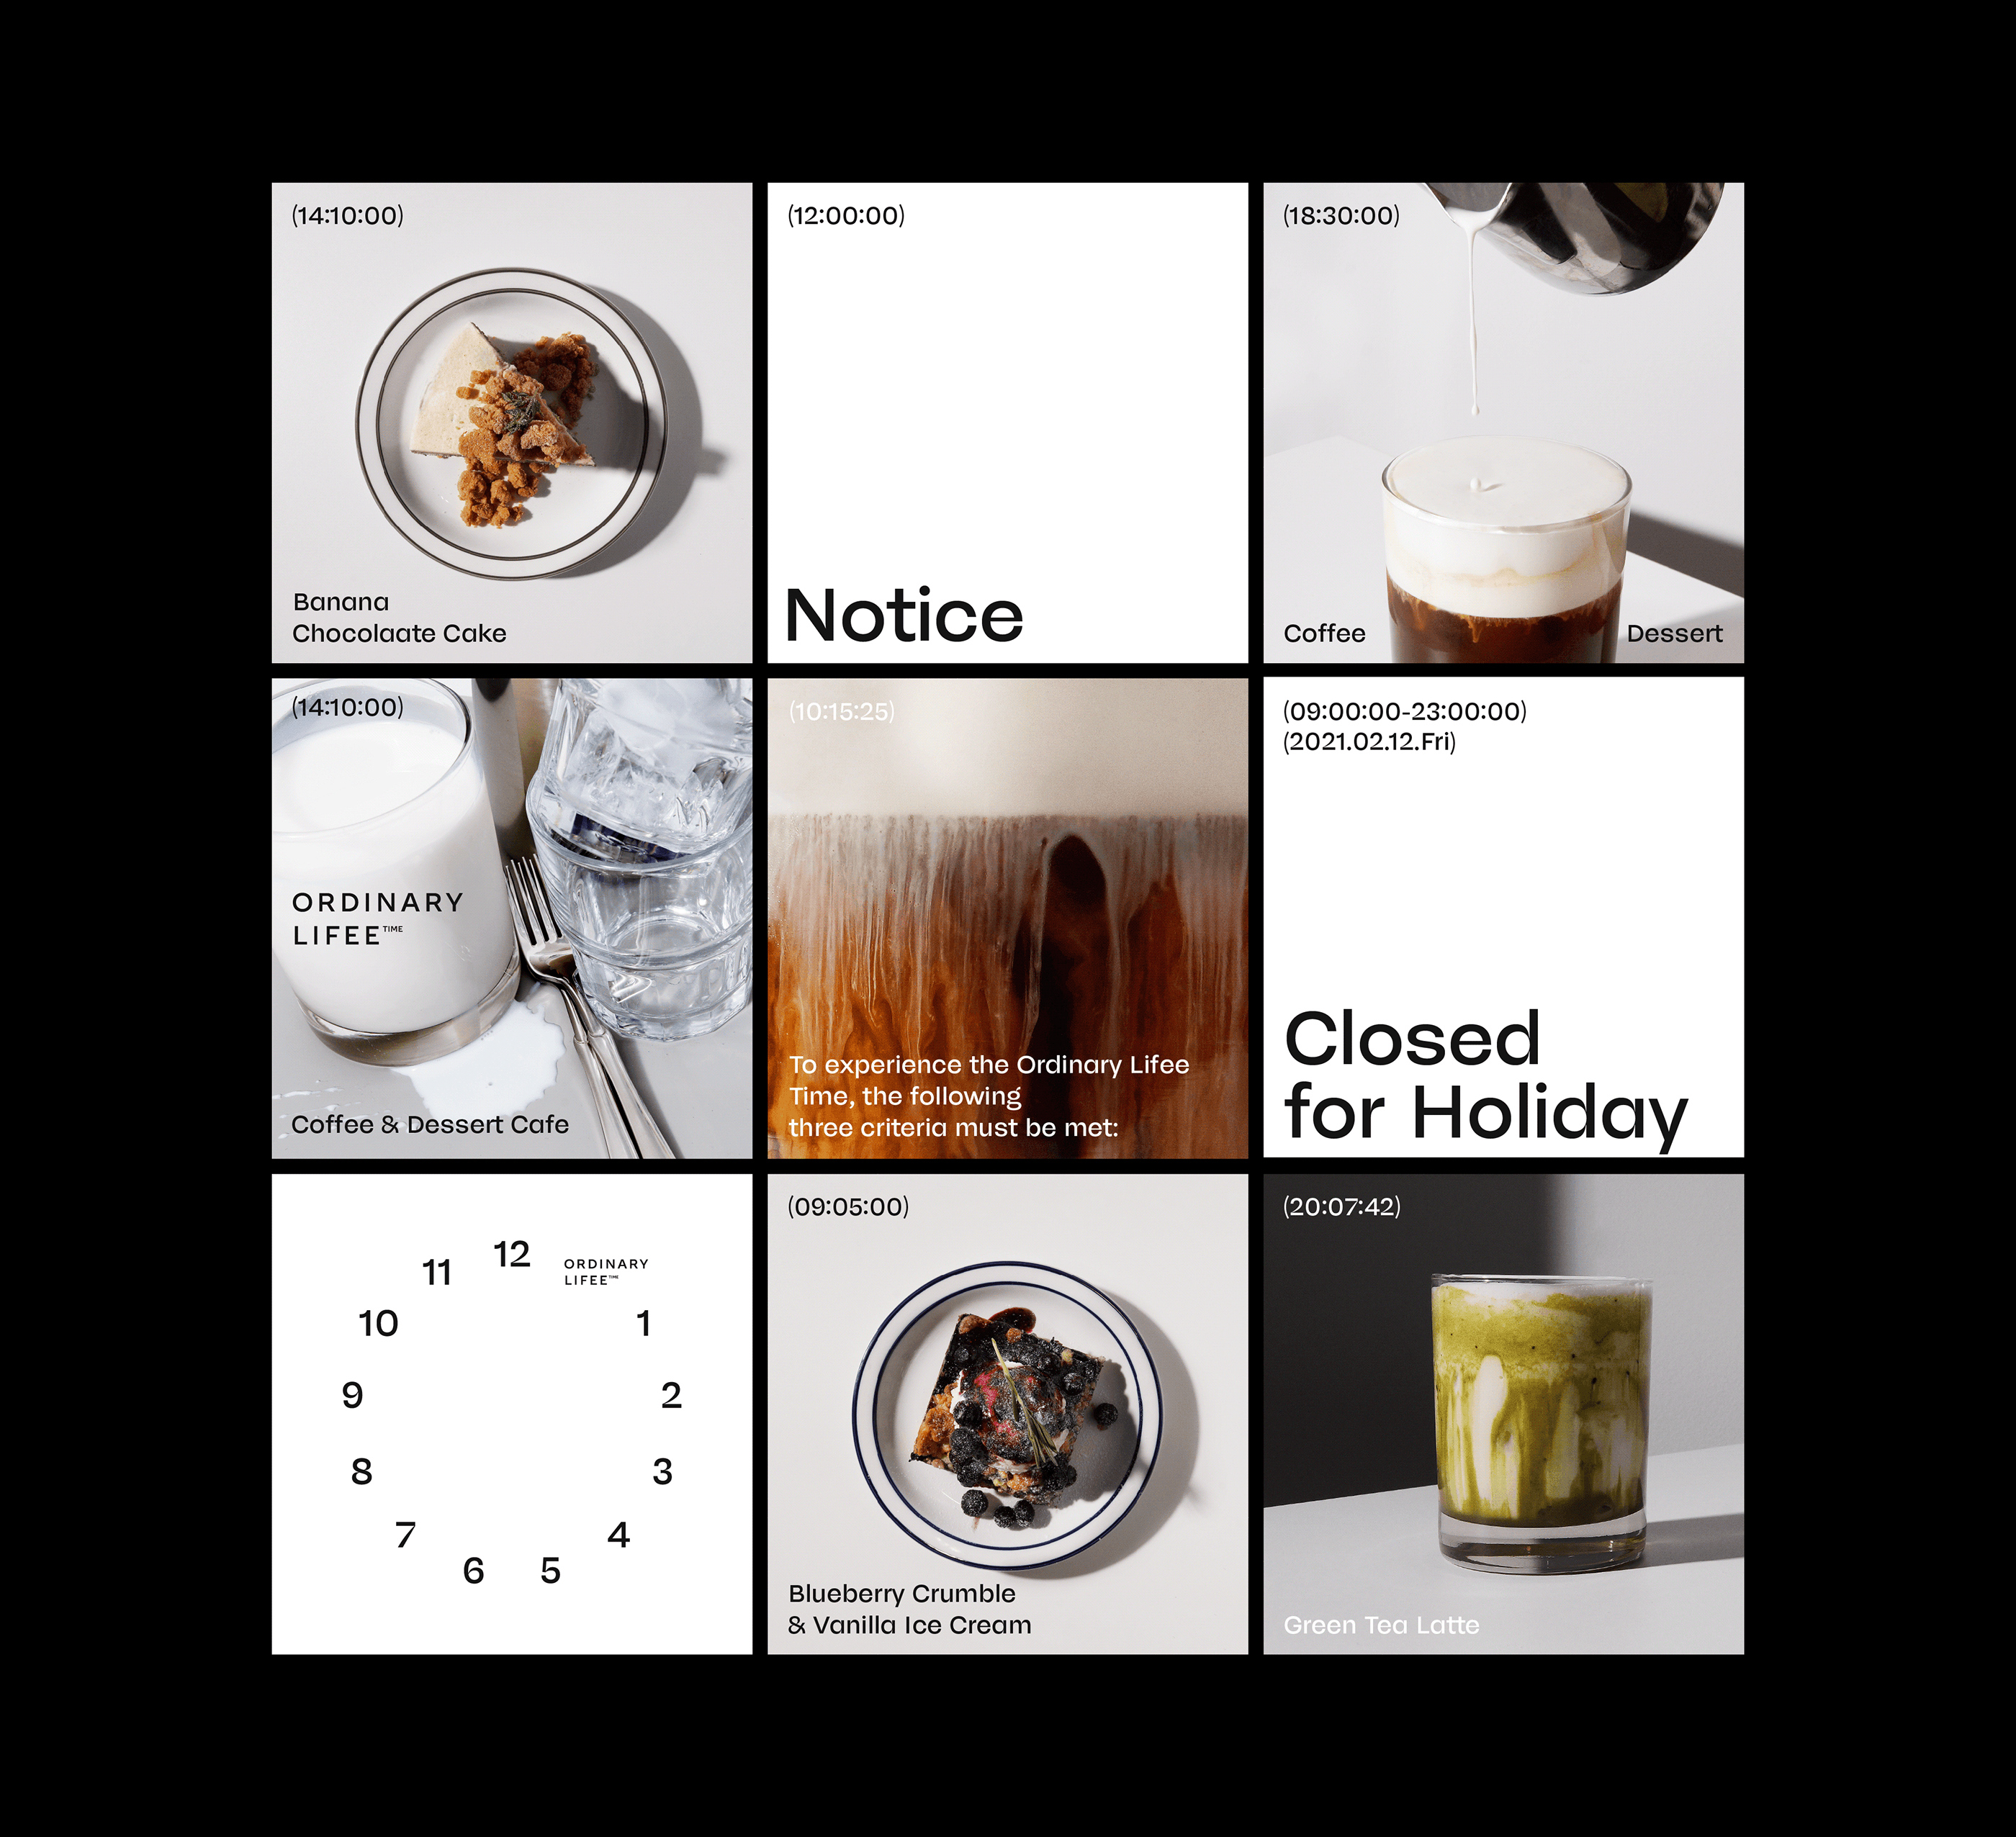 (14:10:00)
Banana
Chocolaate Cake
(12:00:00)
Notice
(18:30:00)
Coffee Dessert
(14:10:00)
ORDINARY
LIFEE TIME
Coffee & Dessert Cafe
(10:15:25)
To experience the Ordinary Lifee
Time, the following
three criteria must be met:
(09:00:00-23:00:00)
(2021.02.12.Fri)
Closed
for Holiday
12
ORDINARY
LIFEE TIME
11
10
1
9
2
8
3
7
4
6
5
(09:05:00)
Blueberry Crumble
& Vanilla Ice Cream
(20:07:42)
Green Tea Latte